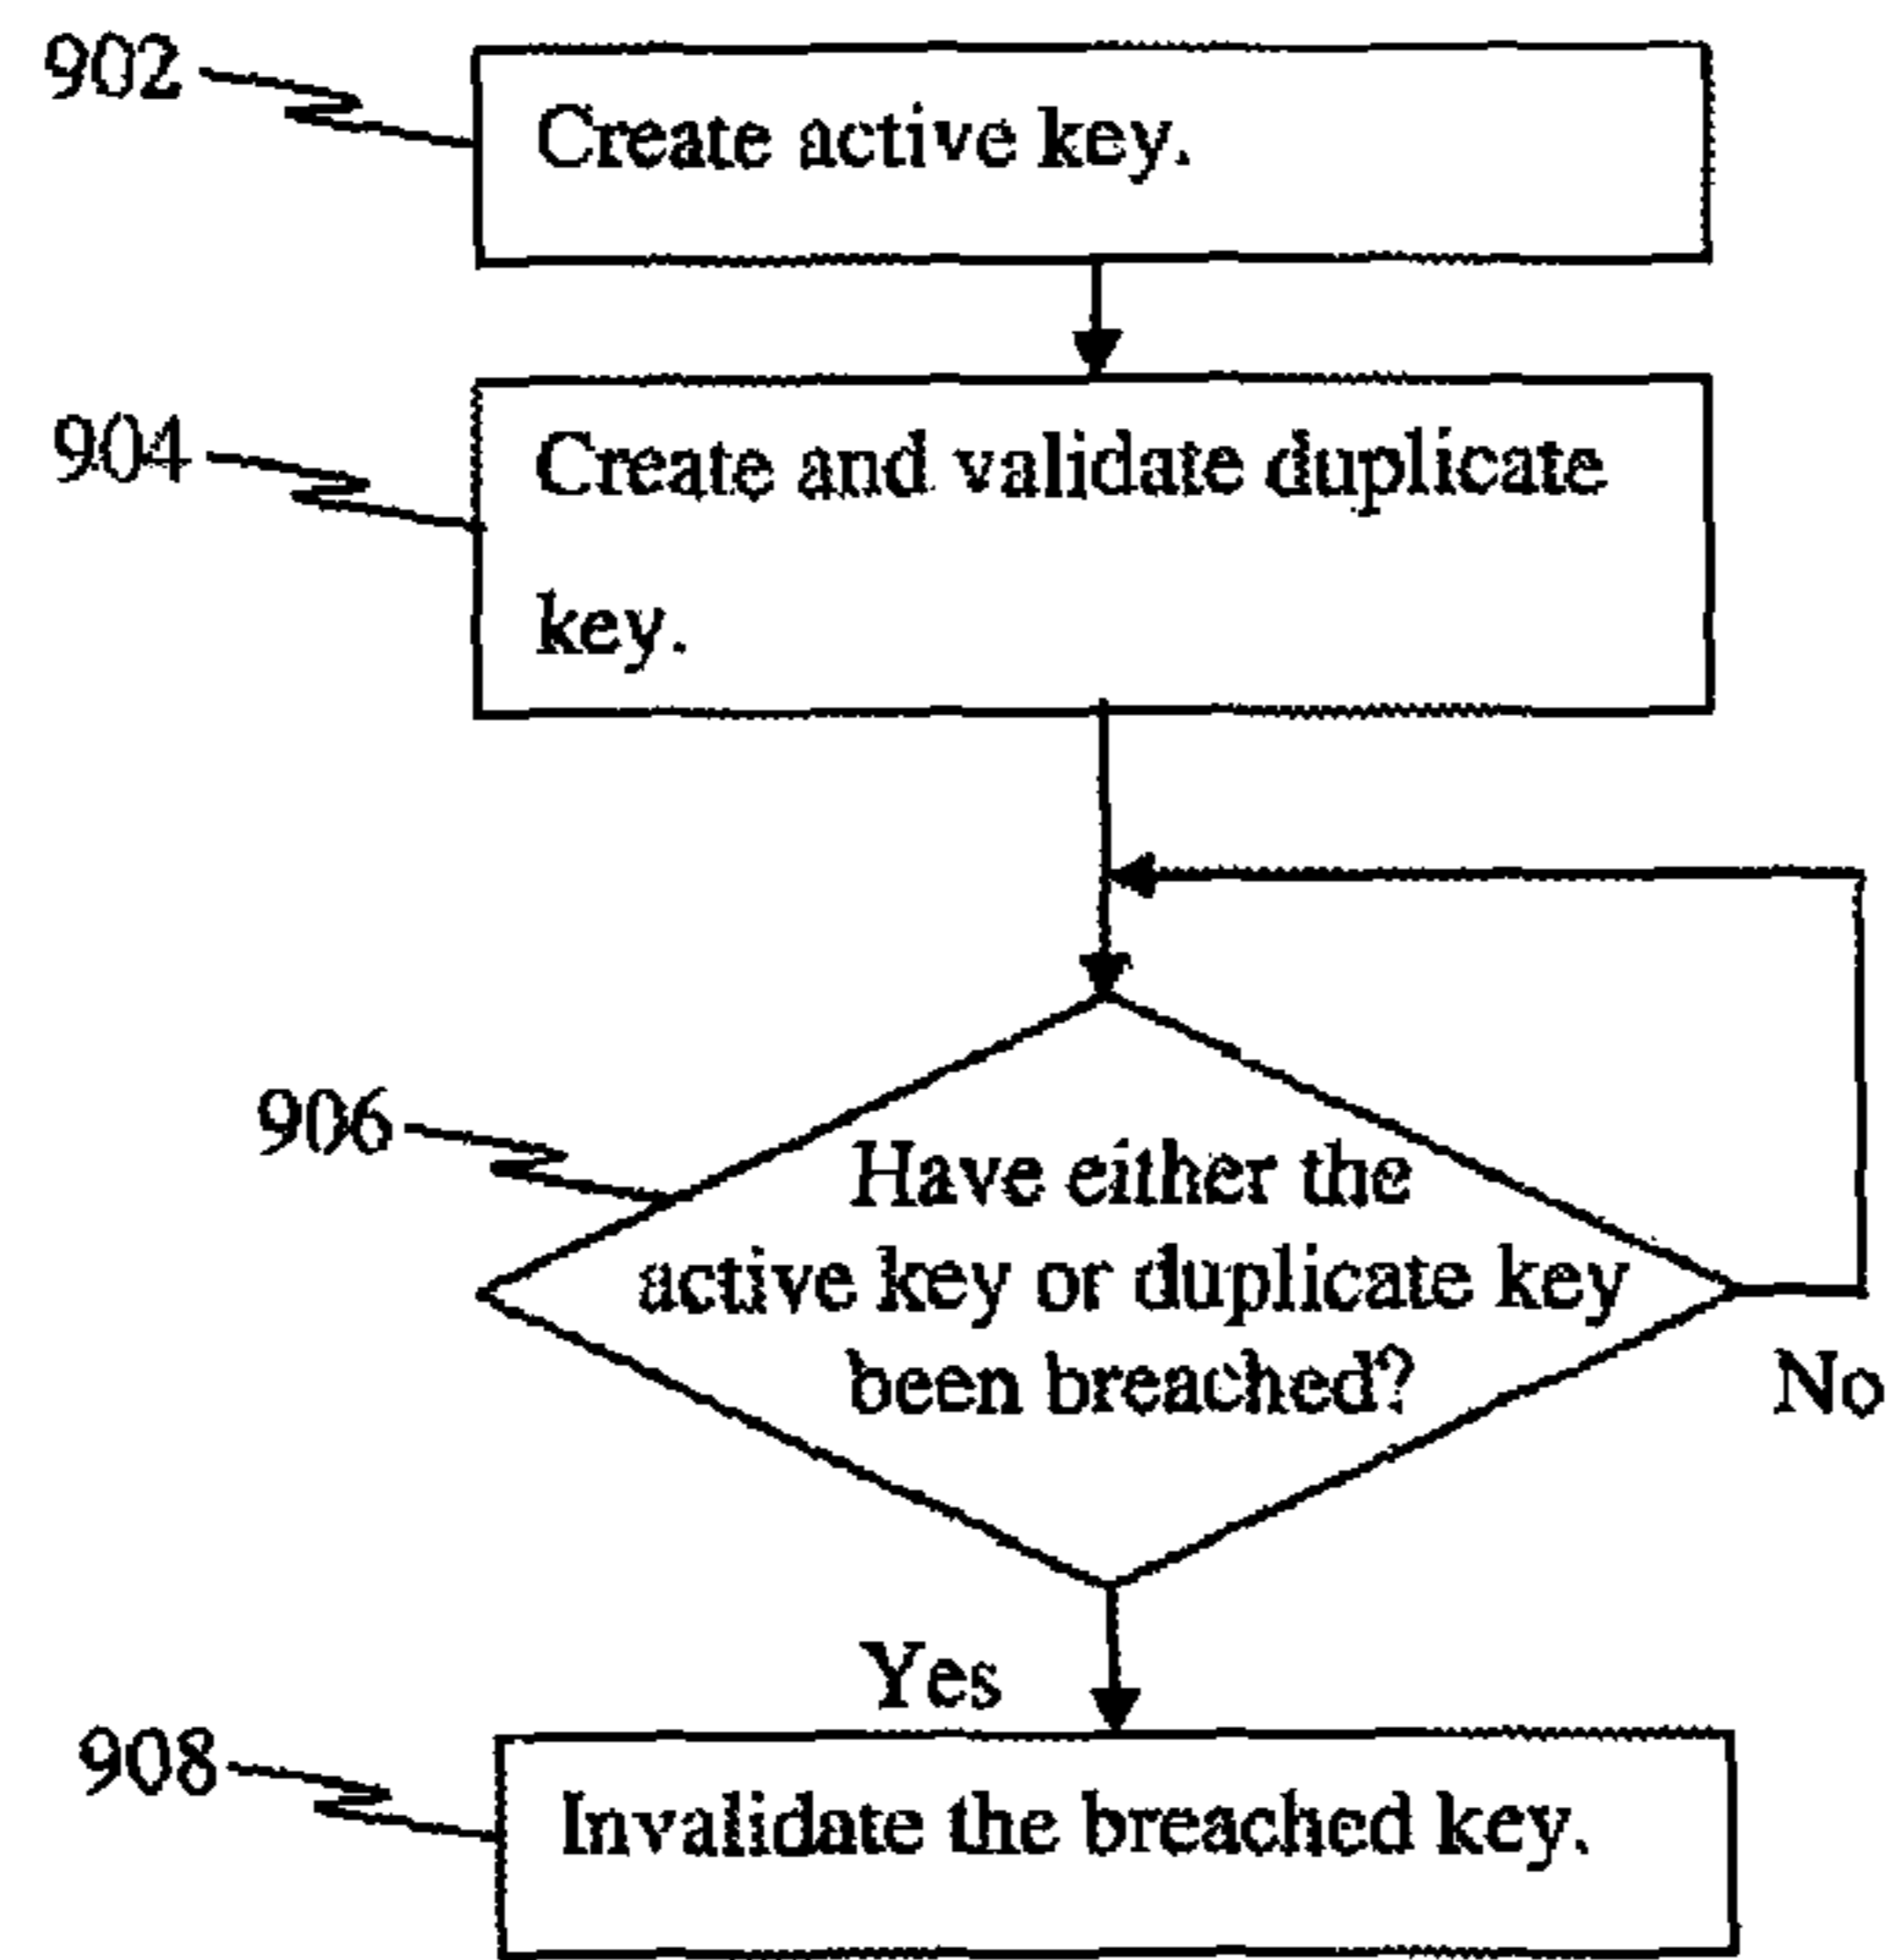 902
Create active key.
904
Create and validate duplicate
key.
906
Have either the
active key or duplicate key
been breached?
No
Yes
908
Invalidate the breached key.